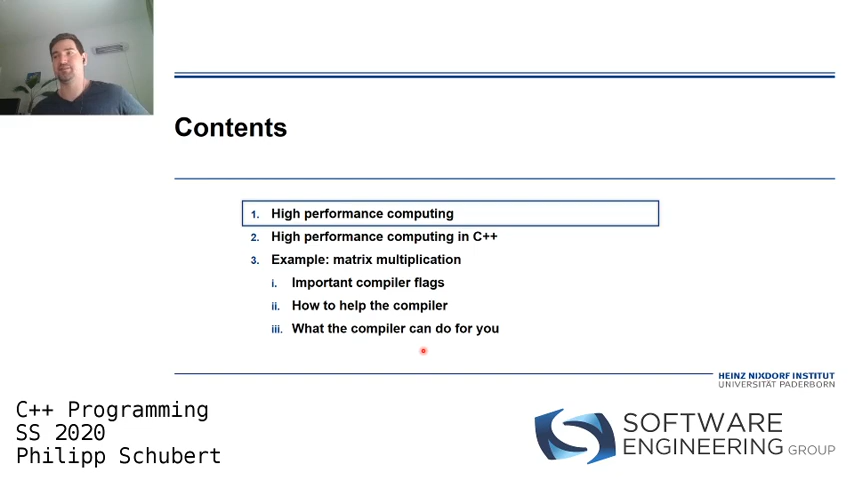 Contents
1. High performance computing
2. High performance computing in C++
3. Example: matrix multiplication
i. Important compiler flags
ii. How to help the compiler
iii. What the compiler can do for you
HEINZ NIXDORF INSTITUT
UNIVERSITÄT PADERBORN
C++ Programming
SS 2020
Philipp Schubert
SOFTWARE
ENGINEERING GROUP